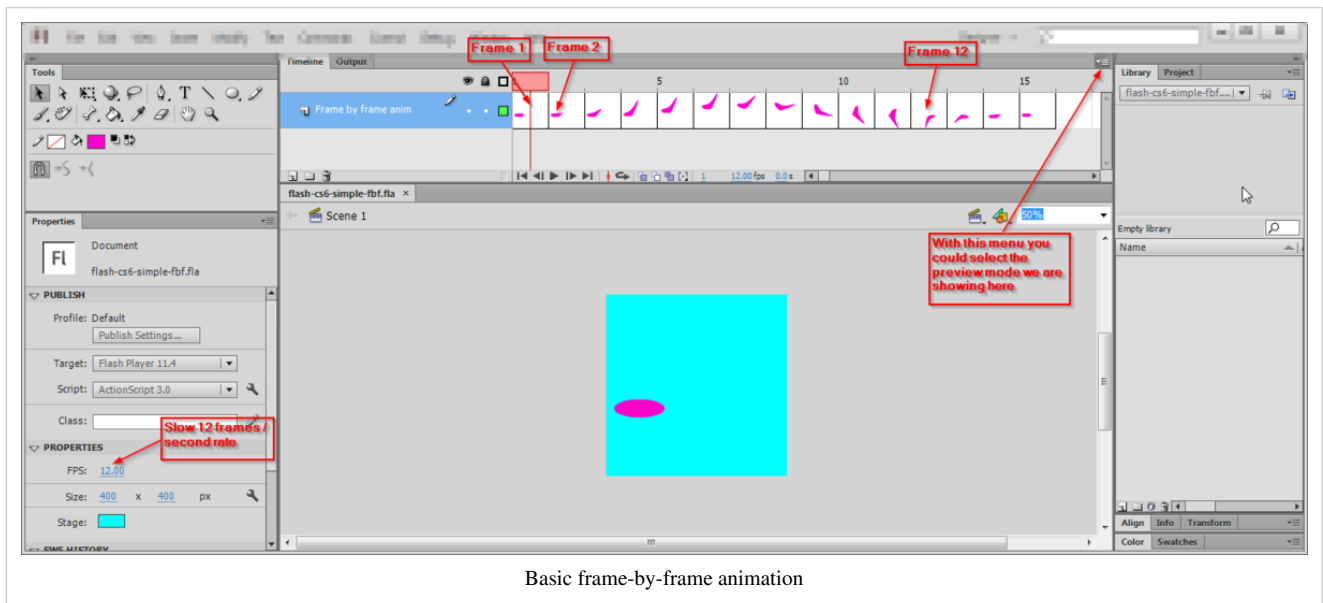 Frame 1
Frame 2
Frame 12
Tools
Timeline Output
5 10 15
Frame by frame anim
1 12.00 fps 0.0 s
Library Project
flash-cs6-simple-fbf....
flash-cs6-simple-fbf.fla ×
Scene 1
50%
With this menu you
could select the
preview mode we are
showing here
Empty library
Name
Properties
Fl
Document
flash-cs6-simple-fbf.fla
PUBLISH
Profile: Default
Publish Settings...
Target: Flash Player 11.4
Script: ActionScript 3.0
Class:
Slow 12 frames /
second rate
PROPERTIES
FPS: 12.00
Size: 400 x 400 px
Stage:
SWF HISTORY
Align Info Transform
Color Swatches
Basic frame-by-frame animation